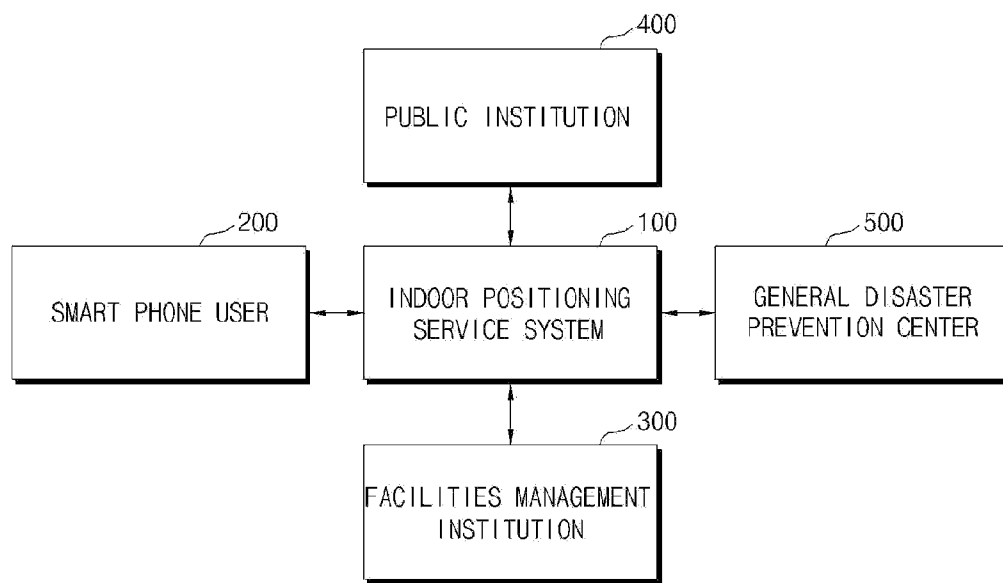 400
PUBLIC INSTITUTION
200
100
500
SMART PHONE USER
INDOOR POSITIONING
SERVICE SYSTEM
GENERAL DISASTER
PREVENTION CENTER
300
FACILITIES MANAGEMENT
INSTITUTION